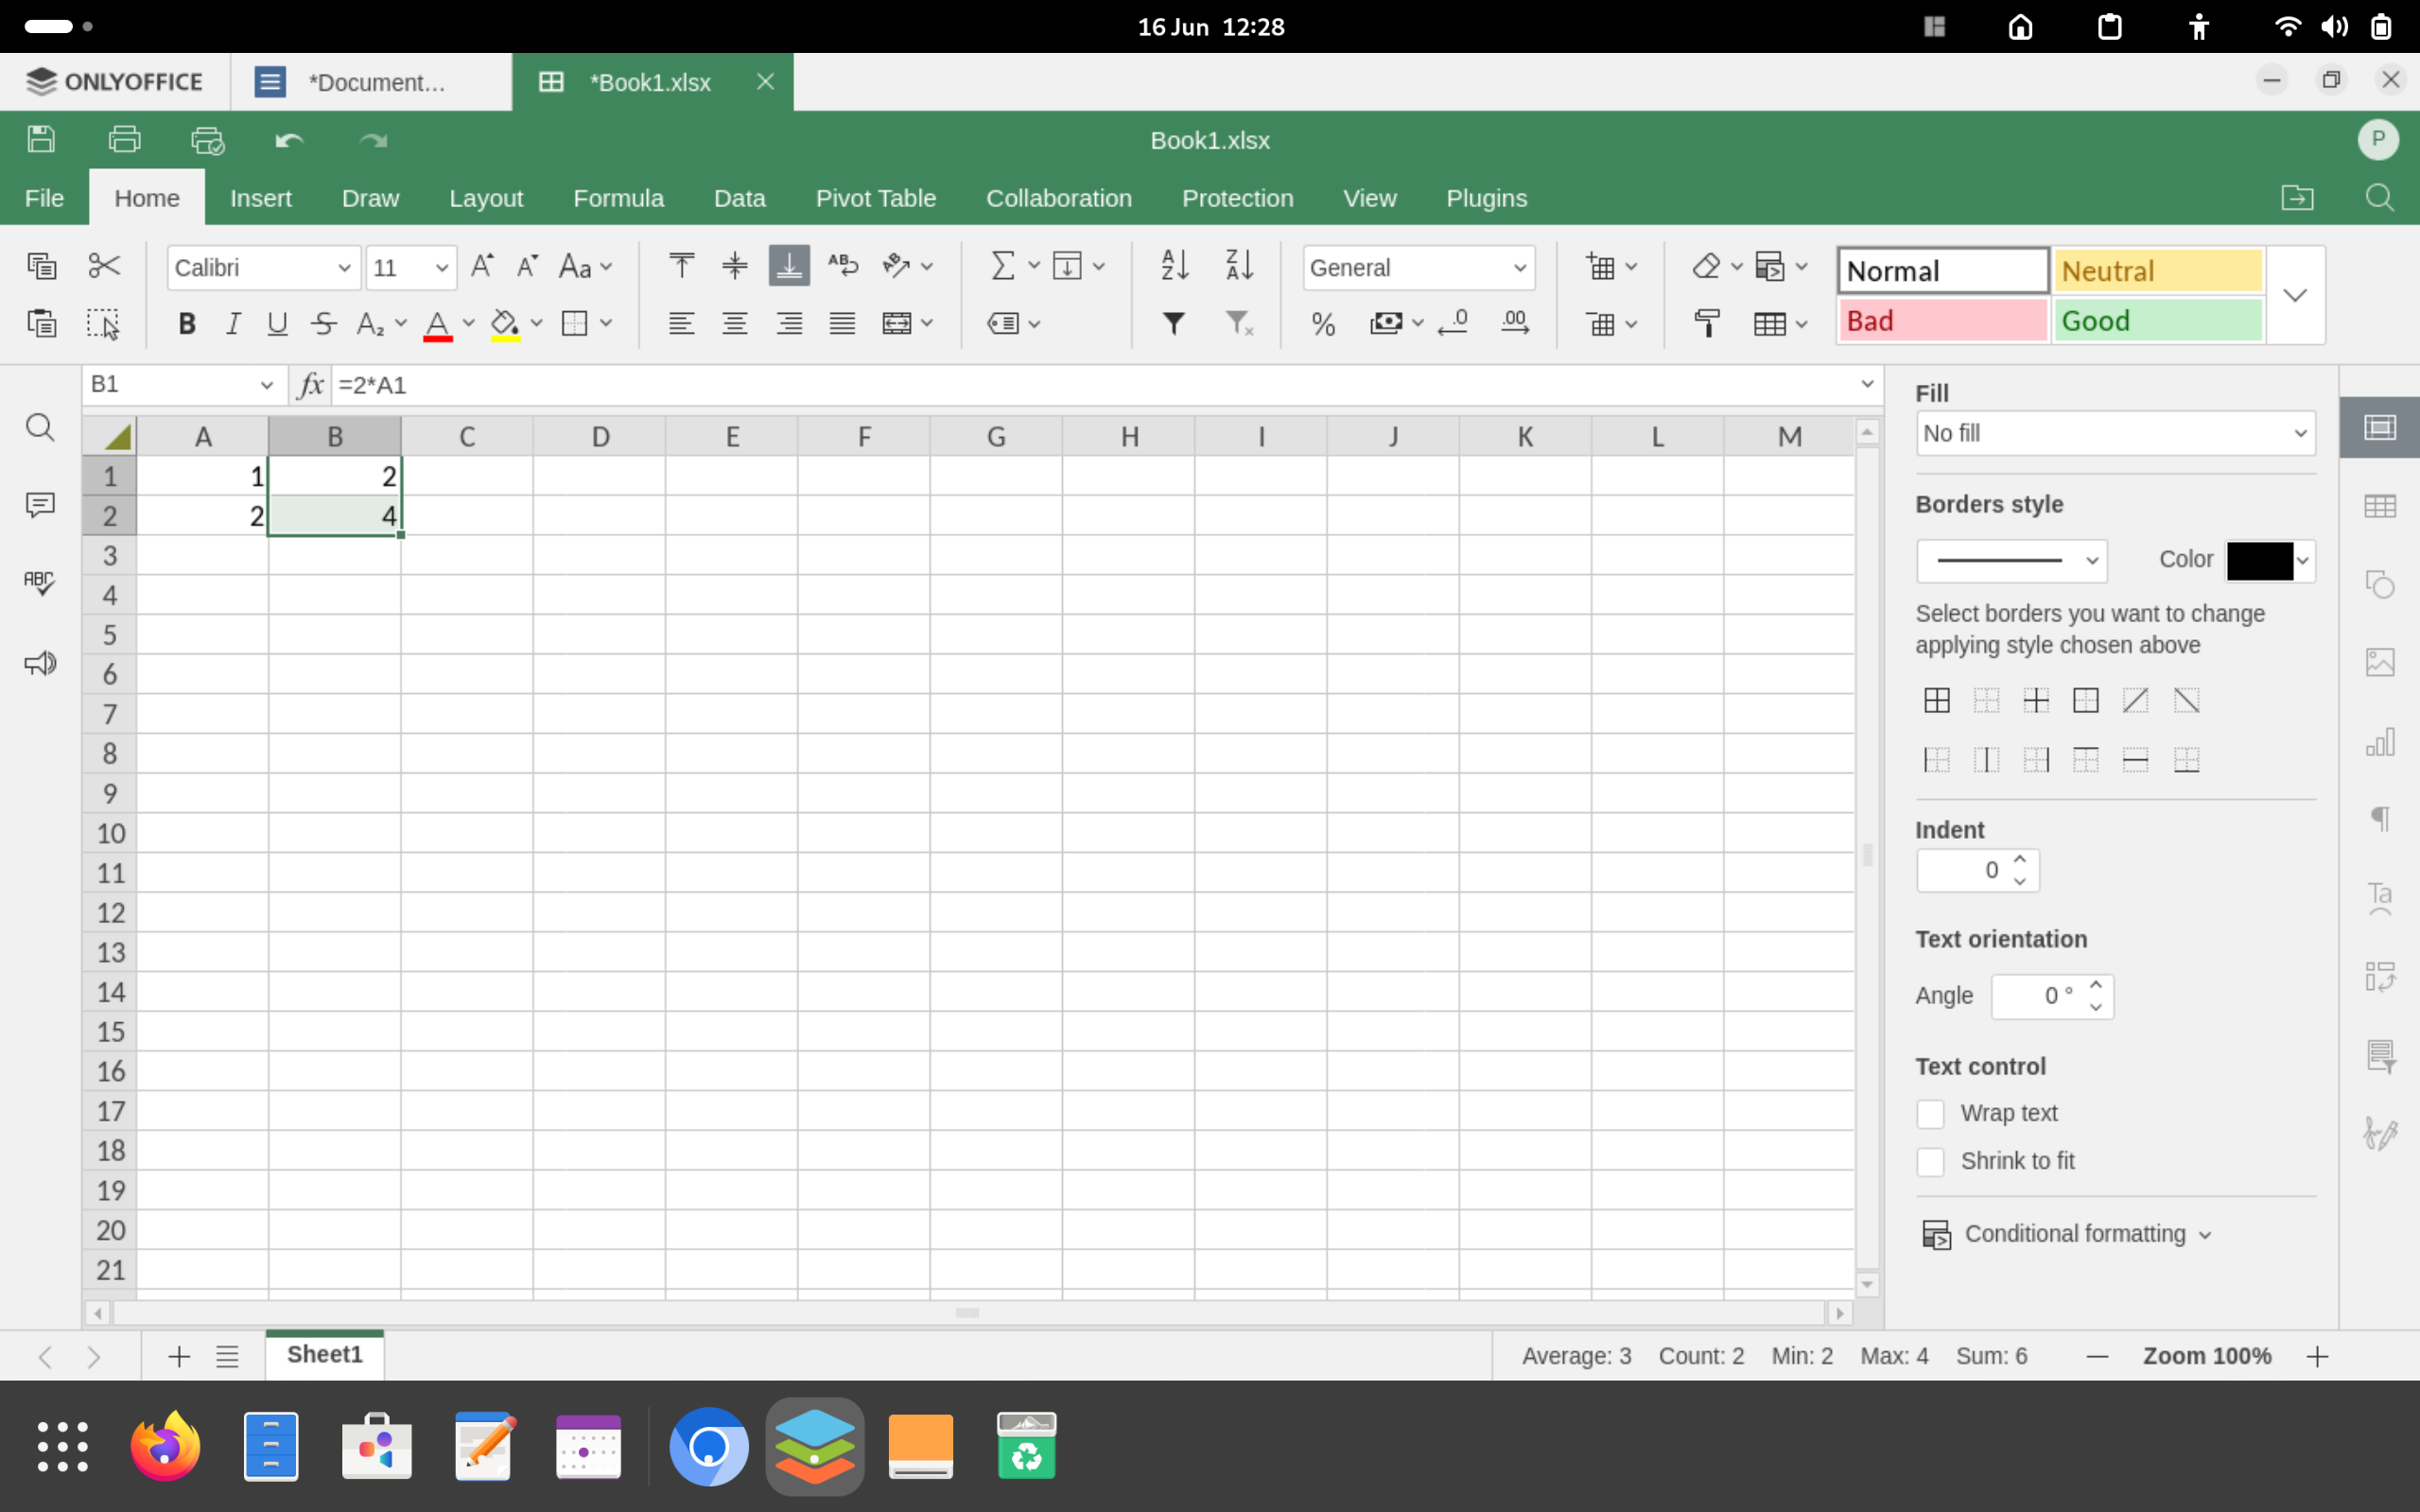 16 Jun 12:28
ONLYOFFICE
*Document...
*Book1.xlsx
Book1.xlsx
P
File Home Insert Draw Layout Formula Data Pivot Table Collaboration Protection View Plugins
Calibri 11 General
Normal Neutral
Bad Good
B1 =2*A1
A B C D E F G H I J K L M
1 1 2
2 2 4
3
4
5
6
7
8
9
10
11
12
13
14
15
16
17
18
19
20
21
Fill
No fill
Borders style
Color
Select borders you want to change
applying style chosen above
Indent
0
Text orientation
Angle 0 °
Text control
Wrap text
Shrink to fit
Conditional formatting
Sheet1
Average: 3 Count: 2 Min: 2 Max: 4 Sum: 6 Zoom 100%